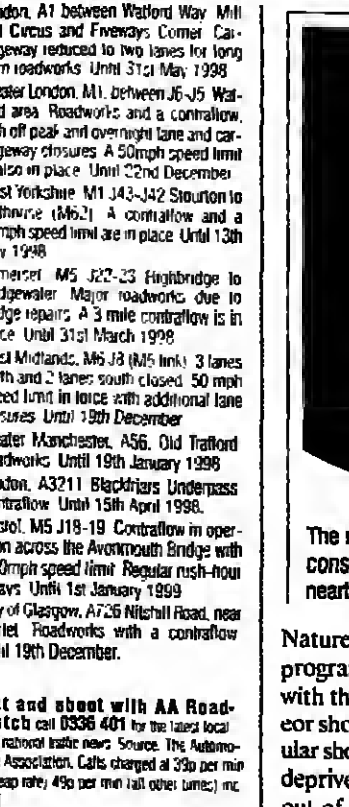 ndon, A1 between Watford Way Mill
Circus and Fiveways Corner Car-
geway reduced to two lanes for long
m roadworks Until 31st May 1998
ater London, M1, between J6-J5 Wat-
d area Roadworks and a contraflow,
h off peak and overnight lane and car-
geway closures A 50mph speed limit
also in place Until 22nd December
st Yorkshire M1 J43-J42 Stourton to
(M62) A contraflow and a
mph speed limit are in place Until 13th
y 1998
merset M5 J22-23 Highbridge to
dgewater Major roadworks due to
dge repairs A 3 mile contraflow is in
ce Until 31st March 1998
st Midlands, M6 J8 (M5 link) 3 lanes
th and 2 lanes south closed 50 mph
eed limit in force with additional lane
sures Until 19th December
ater Manchester, A56, Old Trafford
adworks Until 19th January 1998
ndon, A3211 Blackfriars Underpass
ntraflow Until 15th April 1998.
stol, M5 J18-19 Contraflow in oper-
on across the Avonmouth Bridge with
0mph speed limit Regular rush-hour
ays Until 1st January 1999
y of Glasgow, A726 Nitshill Road, near
Roadworks with a contraflow
il 19th December.
t and about with AA Road-
tch call 0336 401 for the latest local
national traffic news Source The Automo-
Association, Calls charged at 39p per min
eap rate) 49p per min (all other times) inc
The
cons
nearb
Nature
progra
with th
eor sho
ular sho
deprive
out of